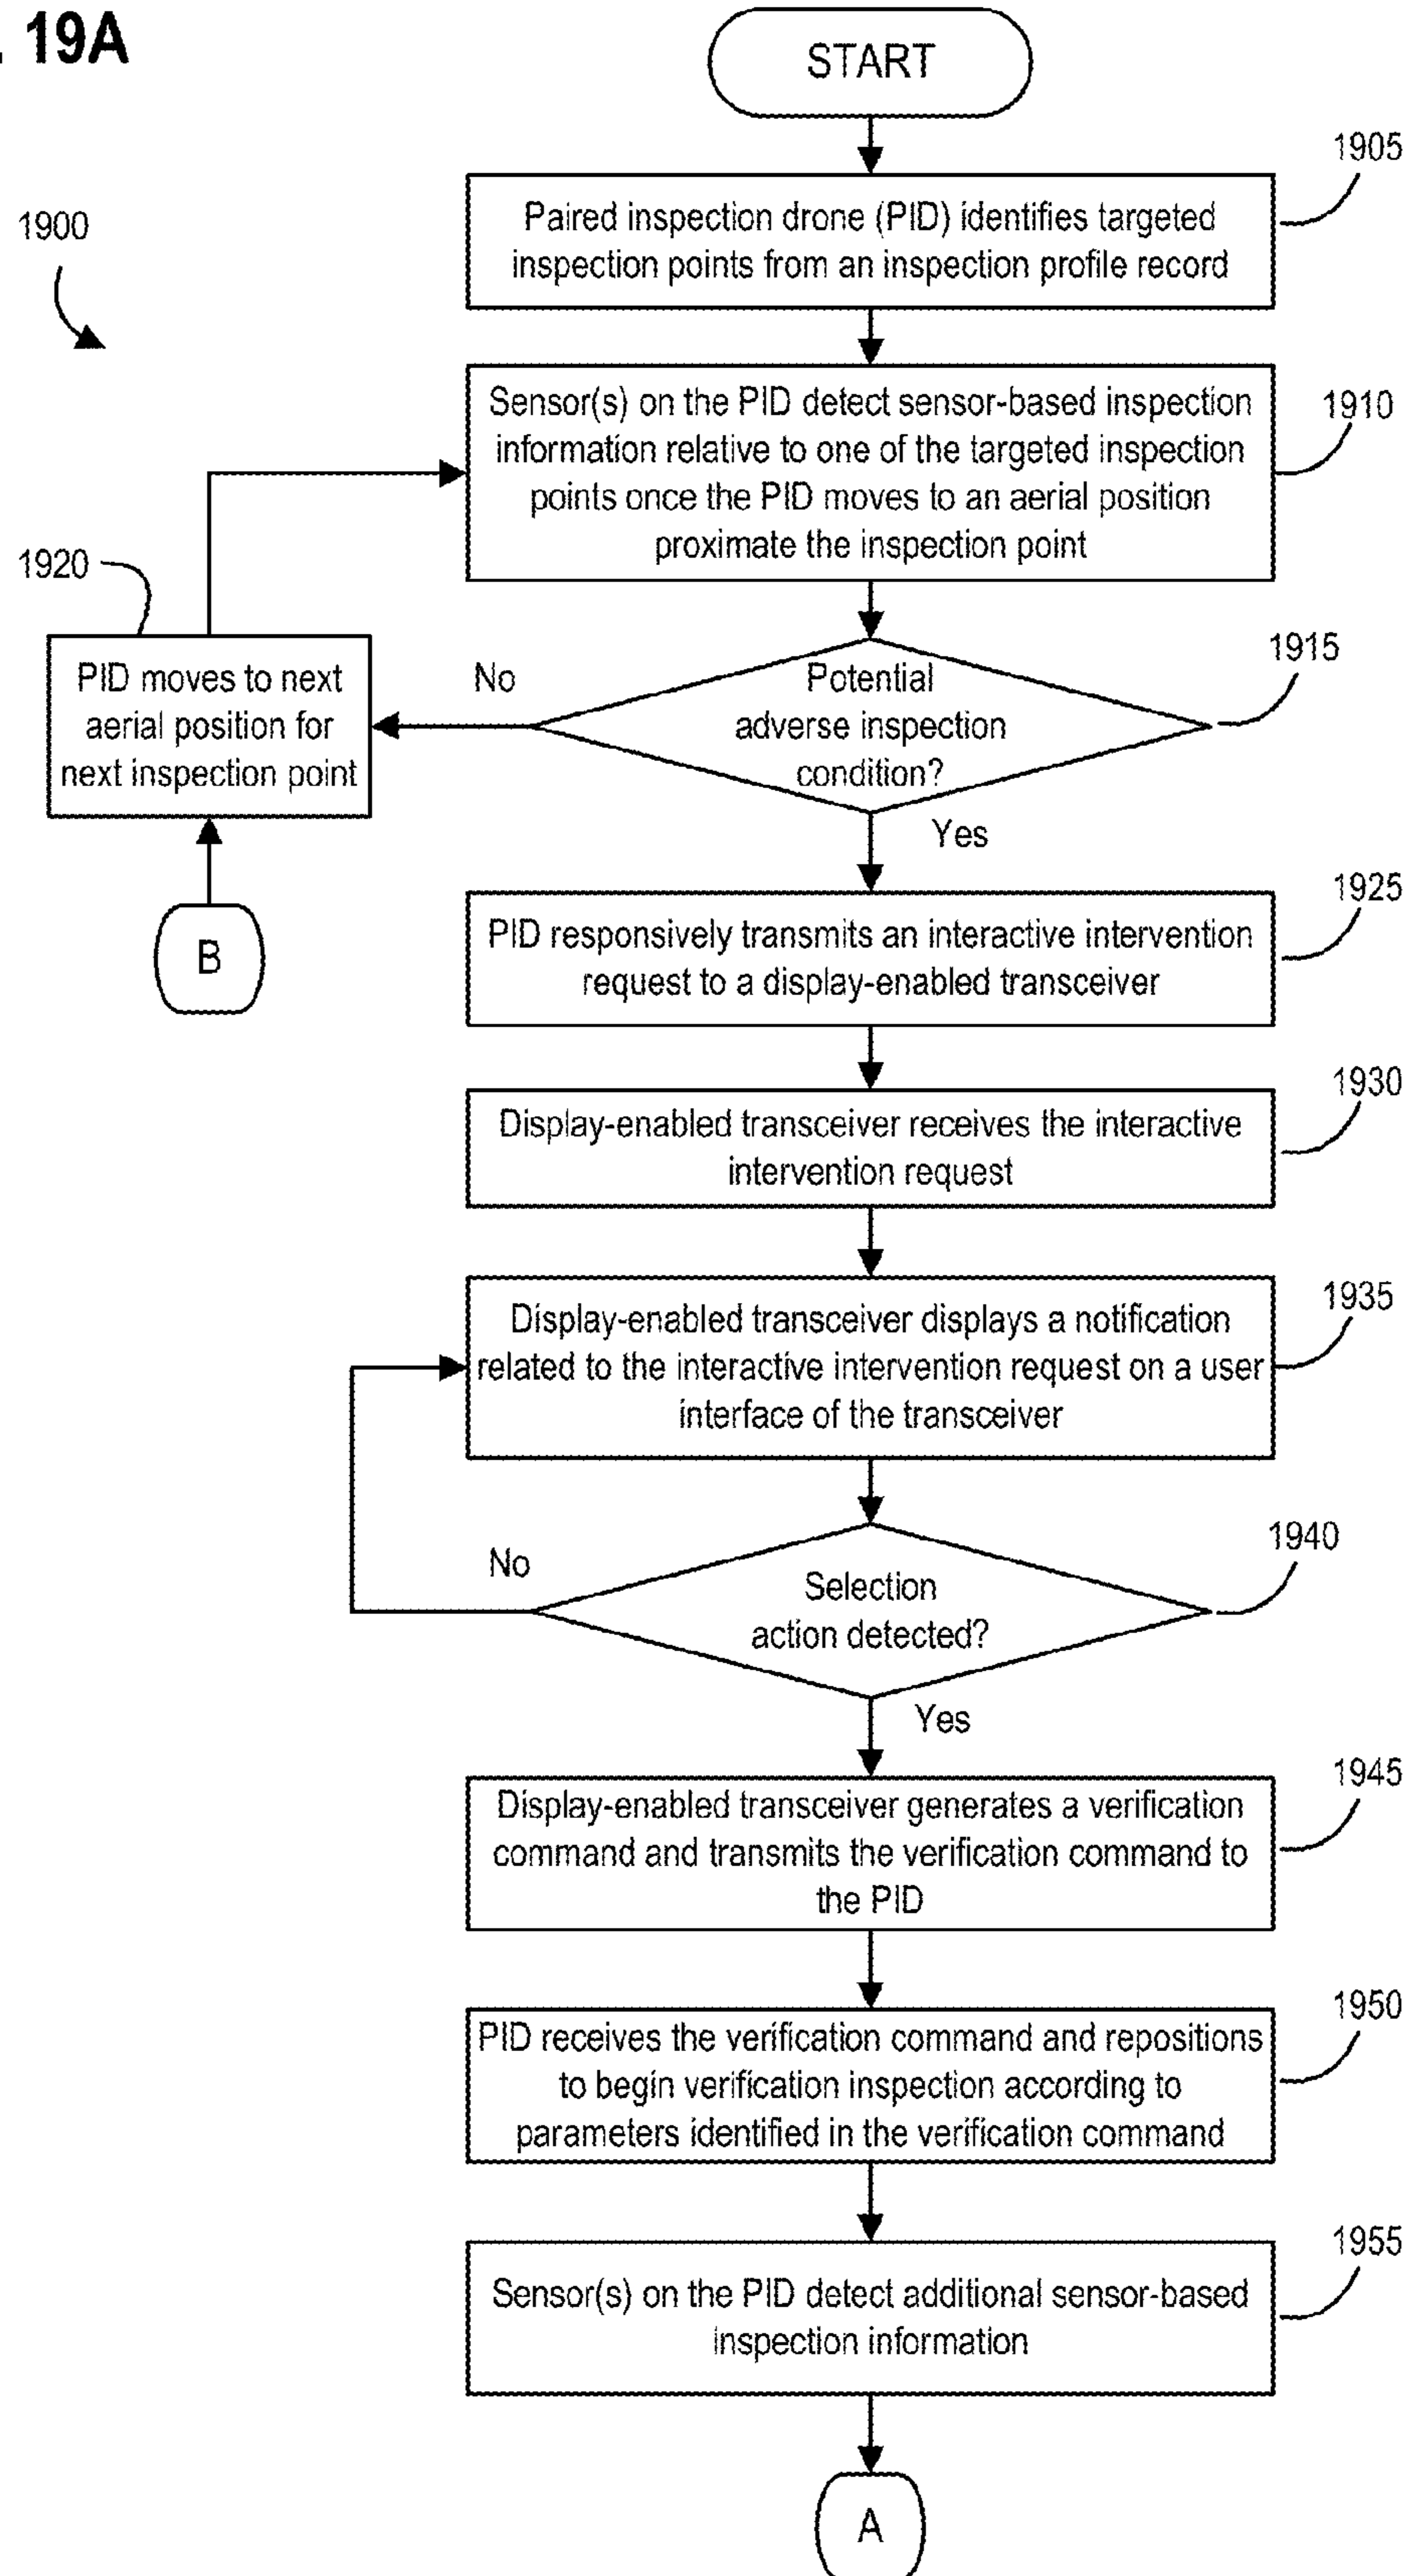 . 19A
START
1905
Paired inspection drone (PID) identifies targeted
inspection points from an inspection profile record
1900
Sensor(s) on the PID detect sensor-based inspection
information relative to one of the targeted inspection
points once the PID moves to an aerial position
proximate the inspection point
1910
1920
PID moves to next
aerial position for
next inspection point
No
Potential
adverse inspection
condition?
1915
Yes
B
1925
PID responsively transmits an interactive intervention
request to a display-enabled transceiver
1930
Display-enabled transceiver receives the interactive
intervention request
1935
Display-enabled transceiver displays a notification
related to the interactive intervention request on a user
interface of the transceiver
No
Selection
action detected?
1940
Yes
1945
Display-enabled transceiver generates a verification
command and transmits the verification command to
the PID
1950
PID receives the verification command and repositions
to begin verification inspection according to
parameters identified in the verification command
1955
Sensor(s) on the PID detect additional sensor-based
inspection information
A